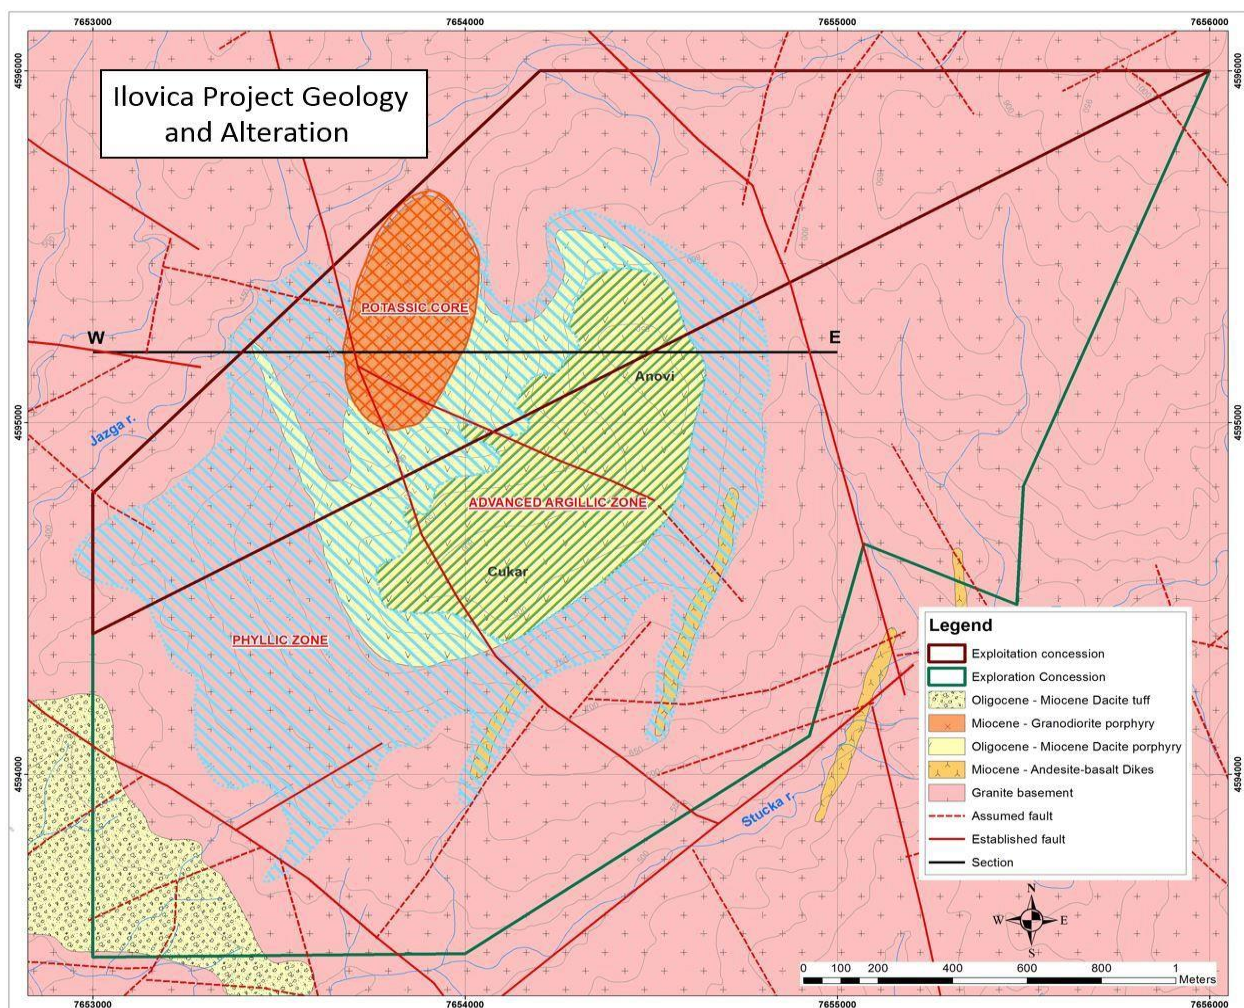 7653000 7654000 7655000 7656000
Ilovica Project Geology
and Alteration
4596000
4596000
POTASSIC CORE
W
E
Anovi
Jazga r.
4595000
4595000
ADVANCED ARGILLIC ZONE
Cukar
PHYLLIC ZONE
4594000
4594000
Stucka r.
Legend
Exploitation concession
Exploration Concession
Oligocene - Miocene Dacite tuff
Miocene - Granodiorite porphyry
Oligocene - Miocene Dacite porphyry
Miocene - Andesite-basalt Dikes
Granite basement
Assumed fault
Established fault
Section
N
W E
S
0 100 200 400 600 800 1
Meters
7653000 7654000 7655000 7656000